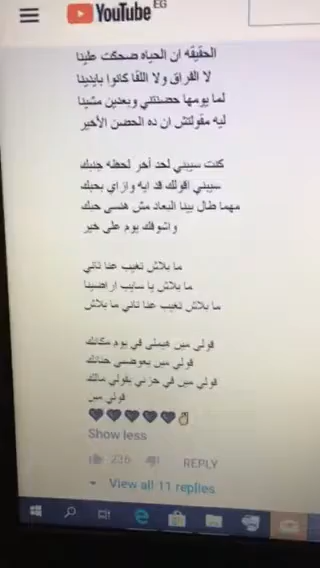 YouTube EG
الحقيقه ان الحياه ضحكت علينا
لا الفراق ولا اللقا كانوا بايدينا
لما يومها حضنتني وبعدين مشينا
ليه مقولتش ان ده الحضن الأخير
كنت سيبني لحد أخر لحظه جنبك
سيبني اقولك قد ايه وازاي بحبك
مهما طال بينا البعاد مش هنسى حبك
واشوفك يوم على خير
ما بلاش تغيب عنا تاني
ما بلاش يا سايب اراضينا
ما بلاش تغيب عنا تاني ما بلاش
قولي مين هيملى في يوم مكانك
قولي مين يعوضني حنانك
قولي مين في حزني يقولي مالك
قولي مين
Show less
236 REPLY
View all 11 replies